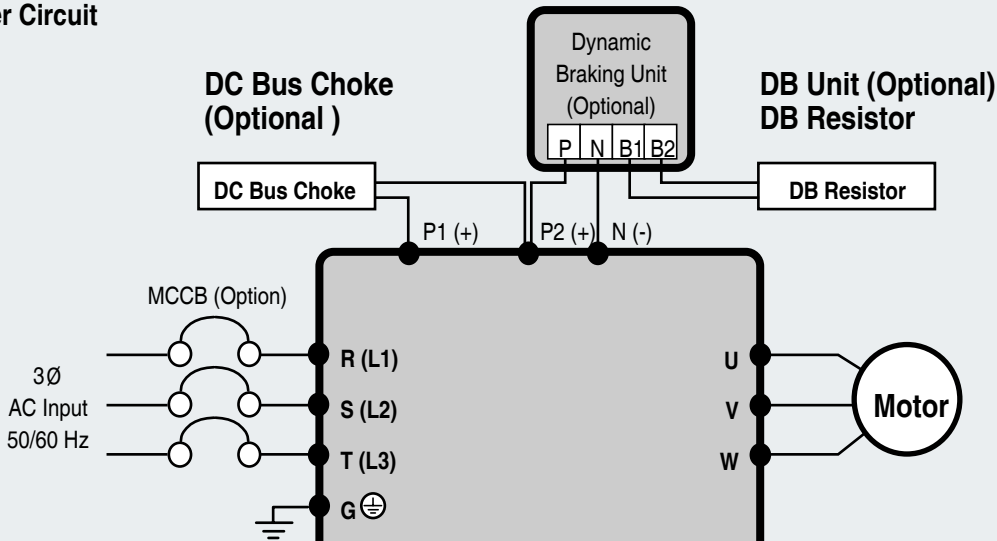 er Circuit
Dynamic
Braking Unit
(Optional)
P N B1 B2
DC Bus Choke
(Optional )
DB Unit (Optional)
DB Resistor
DC Bus Choke
DB Resistor
P1 (+)
P2 (+)
N (-)
MCCB (Option)
3Ø
AC Input
50/60 Hz
R (L1)
S (L2)
T (L3)
G
U
V
W
Motor